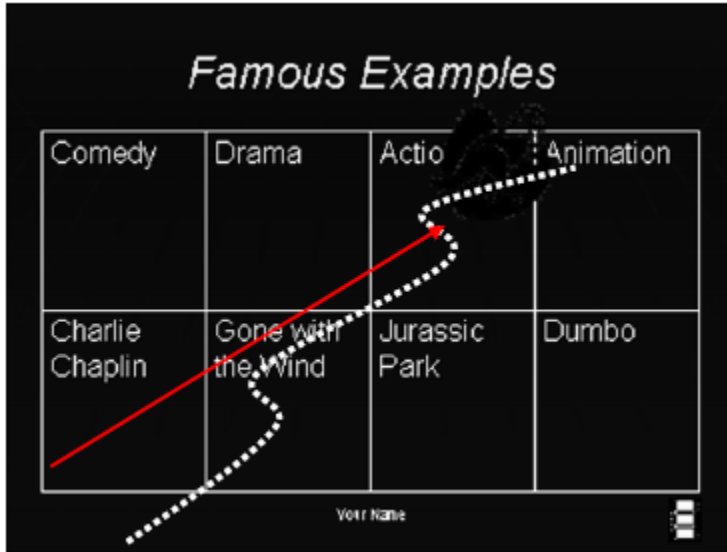 Famous Examples
Comedy Drama Actio Animation
Charlie Gone with Jurassic Dumbo
Chaplin the Wind Park
Your Name